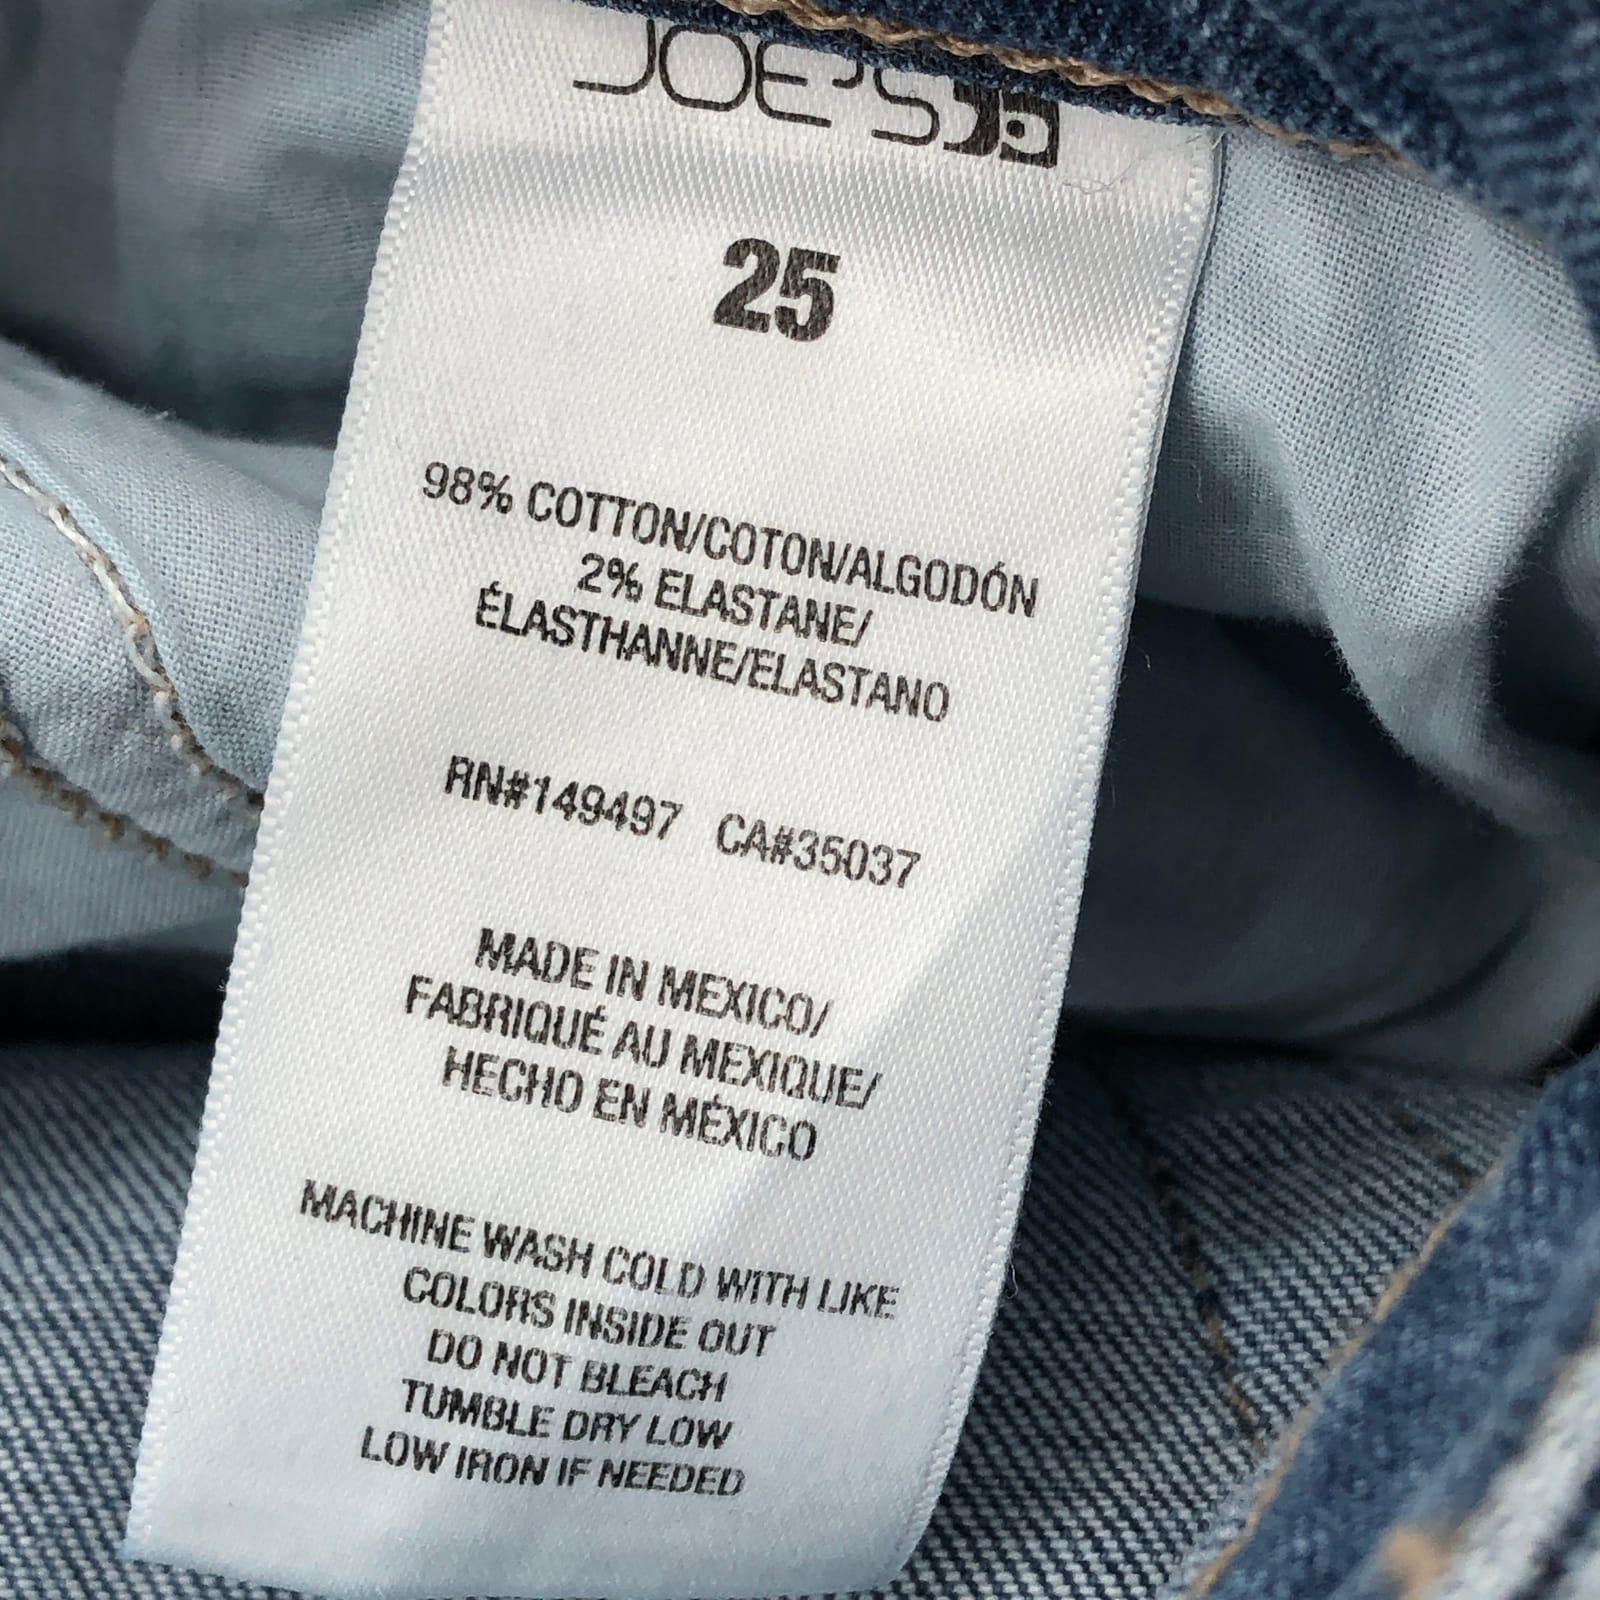 JOE'S
25
98% COTTON/COTON/ALGODÓN
2% ELASTANE/
ÉLASTHANNE/ELASTANO
RN#149497 CA#35037
MADE IN MEXICO/
FABRIQUÉ AU MEXIQUE/
HECHO EN MÉXICO
MACHINE WASH COLD WITH LIKE
COLORS INSIDE OUT
DO NOT BLEACH
TUMBLE DRY LOW
LOW IRON IF NEEDED